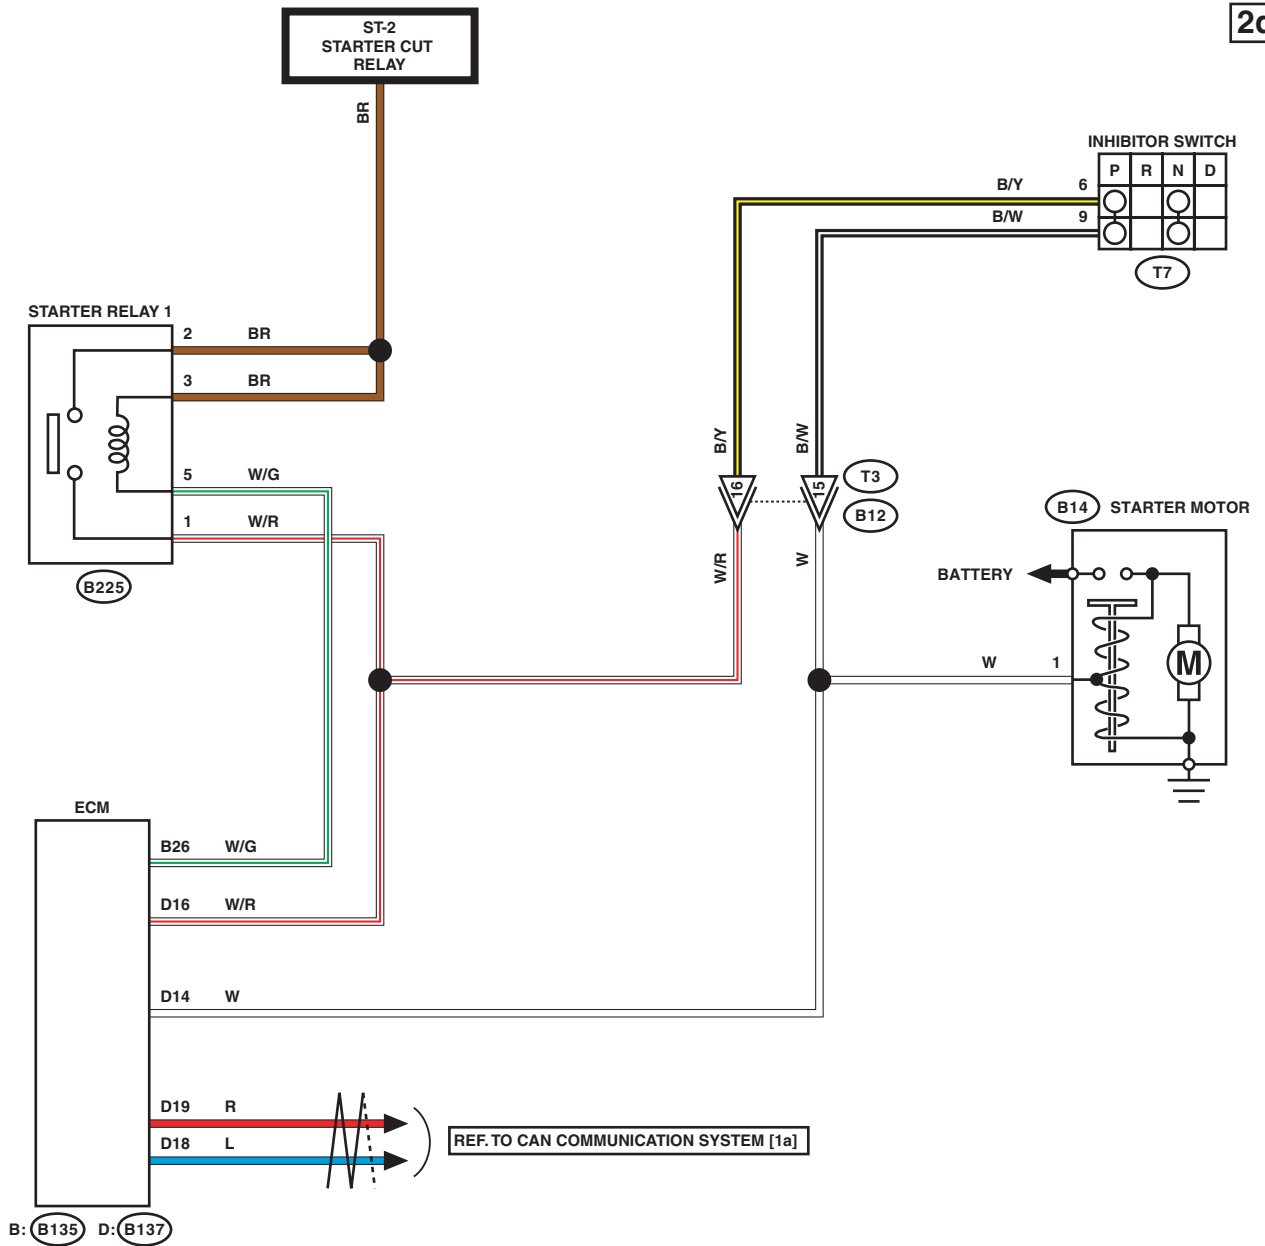 2
ST-2
STARTER CUT
RELAY
BR
INHIBITOR SWITCH
P R N D
B/Y 6
B/W 9
T7
STARTER RELAY 1
2 BR
3 BR
5 W/G
1 W/R
B225
B/Y
B/W
16
15
T3
B12
W/R
W
B14 STARTER MOTOR
BATTERY
M
W 1
ECM
B26 W/G
D16 W/R
D14 W
D19 R
D18 L
REF. TO CAN COMMUNICATION SYSTEM [1a]
B: B135 D: B137